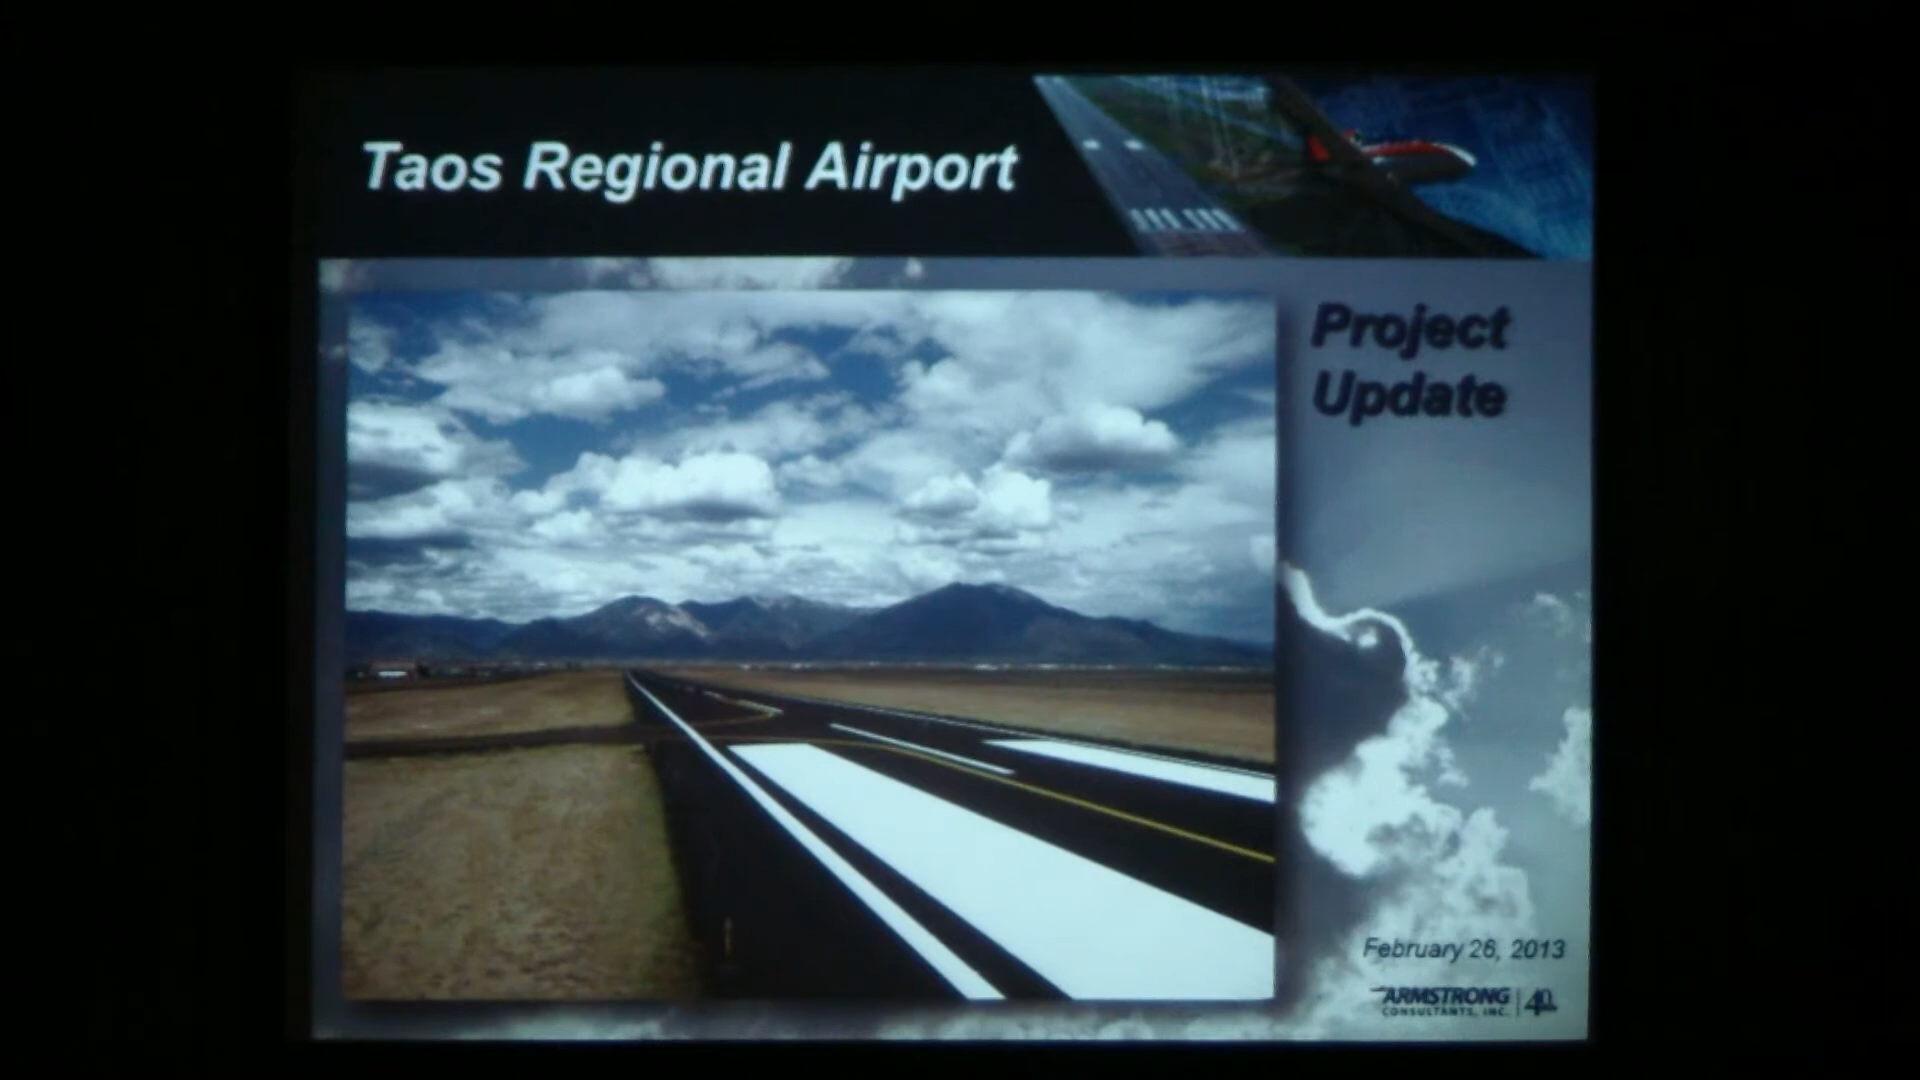 Taos Regional Airport
Project
Update
February 26, 2013
ARMSTRONG
CONSULTANTS, INC.
40